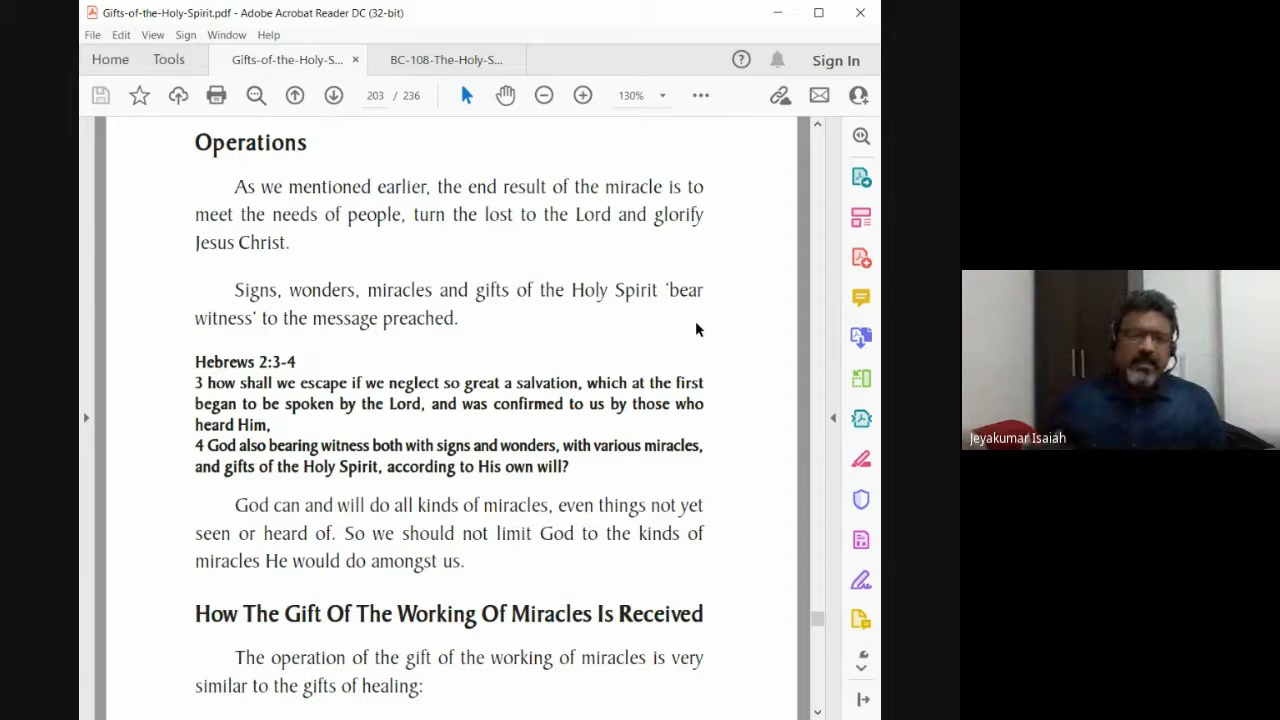 Gifts-of-the-Holy-Spirit.pdf - Adobe Acrobat Reader DC (32-bit)
File Edit View Sign Window Help
Home Tools Gifts-of-the-Holy-S... × BC-108-The-Holy-S... Sign In
203 / 236 130%
Operations
As we mentioned earlier, the end result of the miracle is to
meet the needs of people, turn the lost to the Lord and glorify
Jesus Christ.
Signs, wonders, miracles and gifts of the Holy Spirit ‘bear
witness’ to the message preached.
Hebrews 2:3-4
3 how shall we escape if we neglect so great a salvation, which at the first
began to be spoken by the Lord, and was confirmed to us by those who
heard Him,
4 God also bearing witness both with signs and wonders, with various miracles,
and gifts of the Holy Spirit, according to His own will?
God can and will do all kinds of miracles, even things not yet
seen or heard of. So we should not limit God to the kinds of
miracles He would do amongst us.
How The Gift Of The Working Of Miracles Is Received
The operation of the gift of the working of miracles is very
similar to the gifts of healing:
Jeyakumar Isaiah